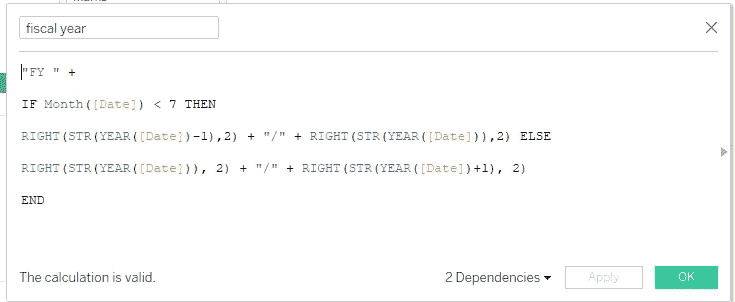 fiscal year
"FY " +
IF Month([Date]) < 7 THEN
RIGHT(STR(YEAR([Date])-1),2) + "/" + RIGHT(STR(YEAR([Date])),2) ELSE
RIGHT(STR(YEAR([Date])), 2) + "/" + RIGHT(STR(YEAR([Date])+1), 2)
END
The calculation is valid.
2 Dependencies
Apply
OK